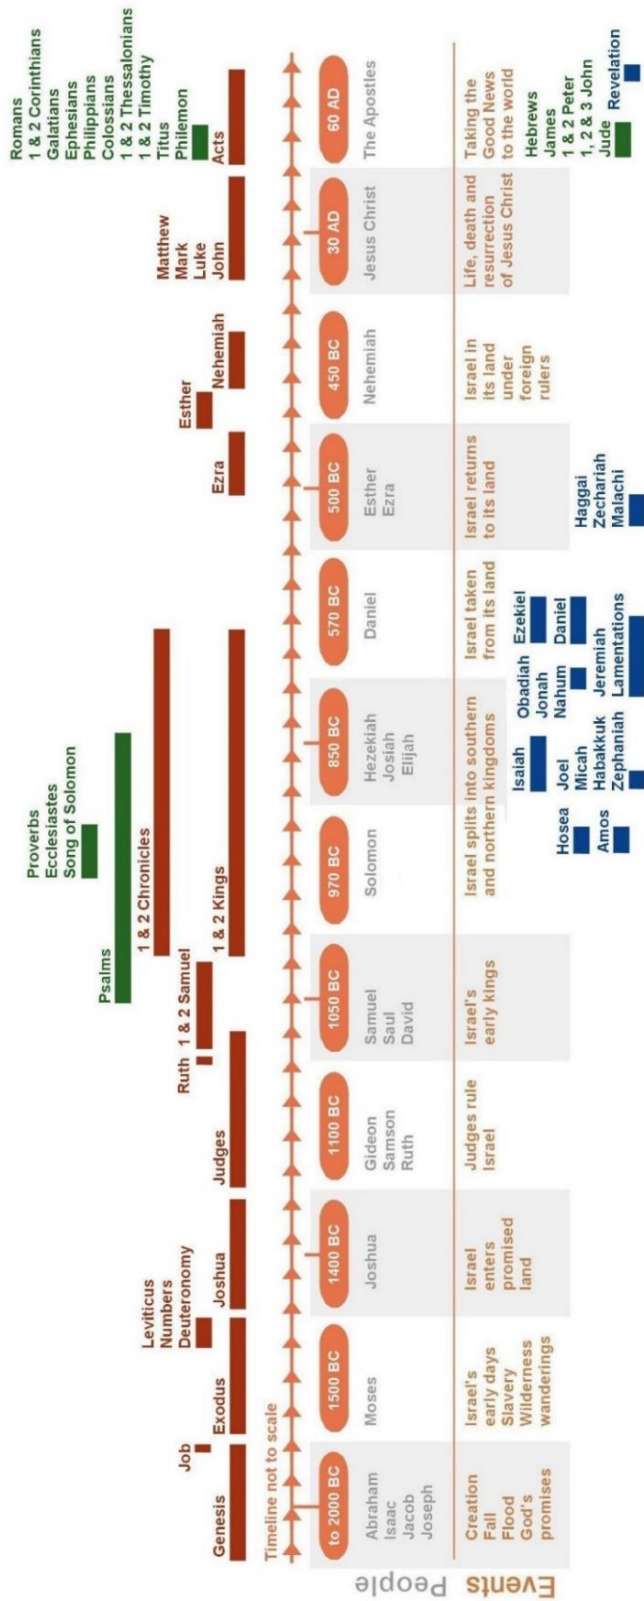 Proverbs
Ecclesiastes
Song of Solomon
Psalms
1 & 2 Chronicles
Romans
1 & 2 Corinthians
Galatians
Ephesians
Philippians
Colossians
1 & 2 Thessalonians
1 & 2 Timothy
Titus
Philemon
Leviticus
Numbers
Deuteronomy
Job
Ruth
1 & 2 Samuel
Esther
Matthew
Mark
Luke
John
Genesis
Exodus
Joshua
Judges
1 & 2 Kings
Ezra
Nehemiah
Acts
Timeline not to scale
to 2000 BC
1500 BC
1400 BC
1100 BC
1050 BC
970 BC
850 BC
570 BC
500 BC
450 BC
30 AD
60 AD
People
Abraham
Isaac
Jacob
Joseph
Moses
Joshua
Gideon
Samson
Ruth
Samuel
Saul
David
Solomon
Hezekiah
Josiah
Elijah
Daniel
Esther
Ezra
Nehemiah
Jesus Christ
The Apostles
Events
Creation
Fall
Flood
God's
promises
Israel's
early days
Slavery
Wilderness
wanderings
Israel
enters
promised
land
Judges rule
Israel
Israel's
early kings
Israel splits into southern
and northern kingdoms
Israel taken
from its land
Israel returns
to its land
Israel in
its land
under
foreign
rulers
Life, death and
resurrection
of Jesus Christ
Taking the
Good News
to the world
Hosea
Amos
Isaiah
Joel
Micah
Habakkuk
Zephaniah
Obadiah
Jonah
Nahum
Jeremiah
Lamentations
Ezekiel
Daniel
Haggai
Zechariah
Malachi
Hebrews
James
1 & 2 Peter
1, 2 & 3 John
Jude
Revelation